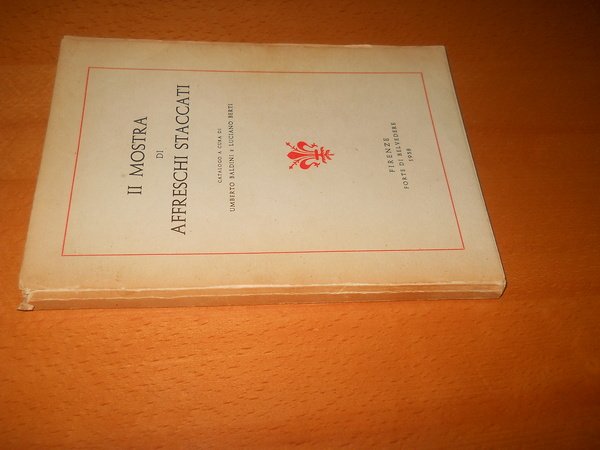 II MOSTRA
DI
AFFRESCHI STACCATI
CATALOGO A CURA DI
UMBERTO BALDINI E LUCIANO BERTI
FIRENZE
FORTE DI BELVEDERE
1958